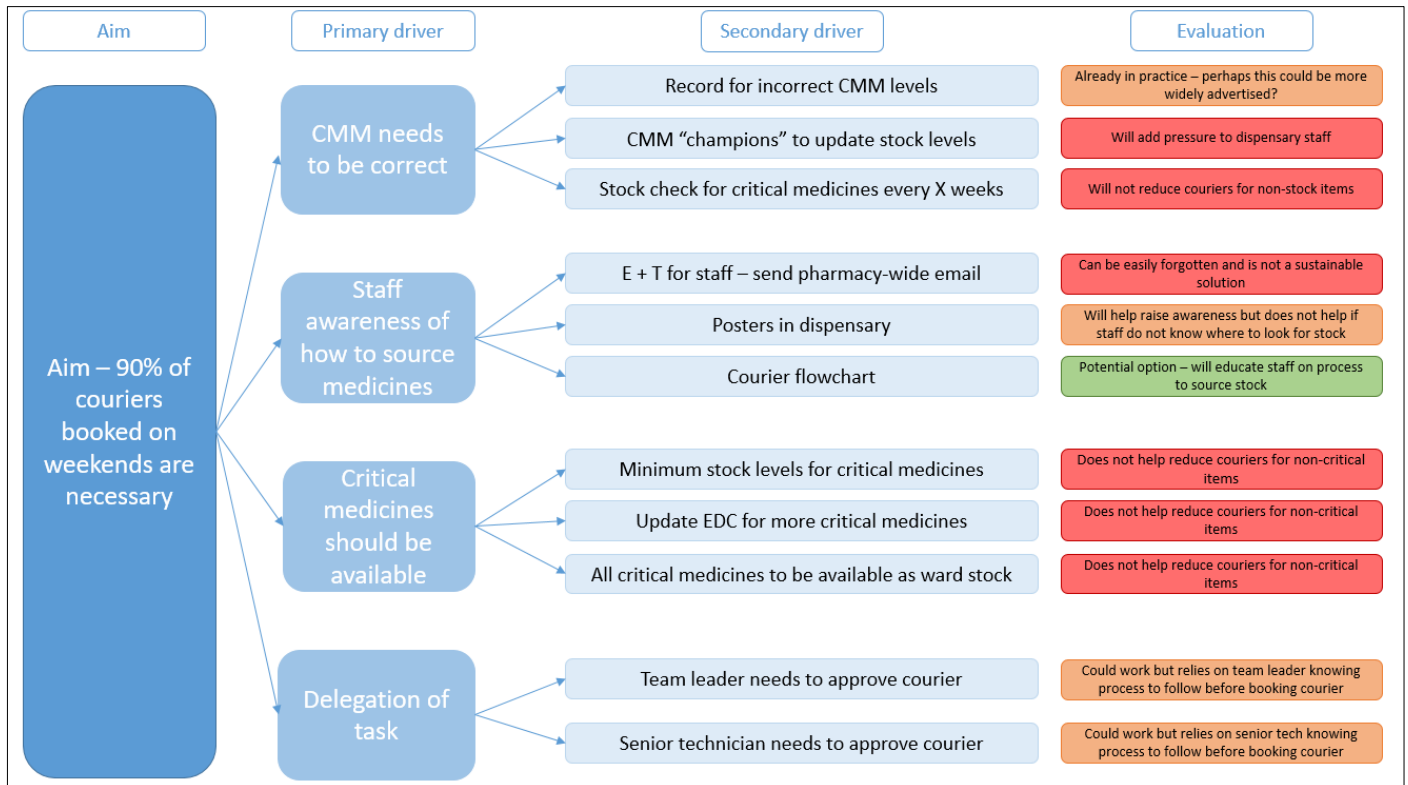 Aim
Primary driver
Secondary driver
Evaluation
Aim – 90% of
couriers
booked on
weekends are
necessary
CMM needs
to be correct
Record for incorrect CMM levels
Already in practice – perhaps this could be more
widely advertised?
CMM “champions” to update stock levels
Will add pressure to dispensary staff
Stock check for critical medicines every X weeks
Will not reduce couriers for non-stock items
Staff
awareness of
how to source
medicines
E + T for staff – send pharmacy-wide email
Can be easily forgotten and is not a sustainable
solution
Posters in dispensary
Will help raise awareness but does not help if
staff do not know where to look for stock
Courier flowchart
Potential option – will educate staff on process
to source stock
Critical
medicines
should be
available
Minimum stock levels for critical medicines
Does not help reduce couriers for non-critical
items
Update EDC for more critical medicines
Does not help reduce couriers for non-critical
items
All critical medicines to be available as ward stock
Does not help reduce couriers for non-critical
items
Delegation of
task
Team leader needs to approve courier
Could work but relies on team leader knowing
process to follow before booking courier
Senior technician needs to approve courier
Could work but relies on senior tech knowing
process to follow before booking courier